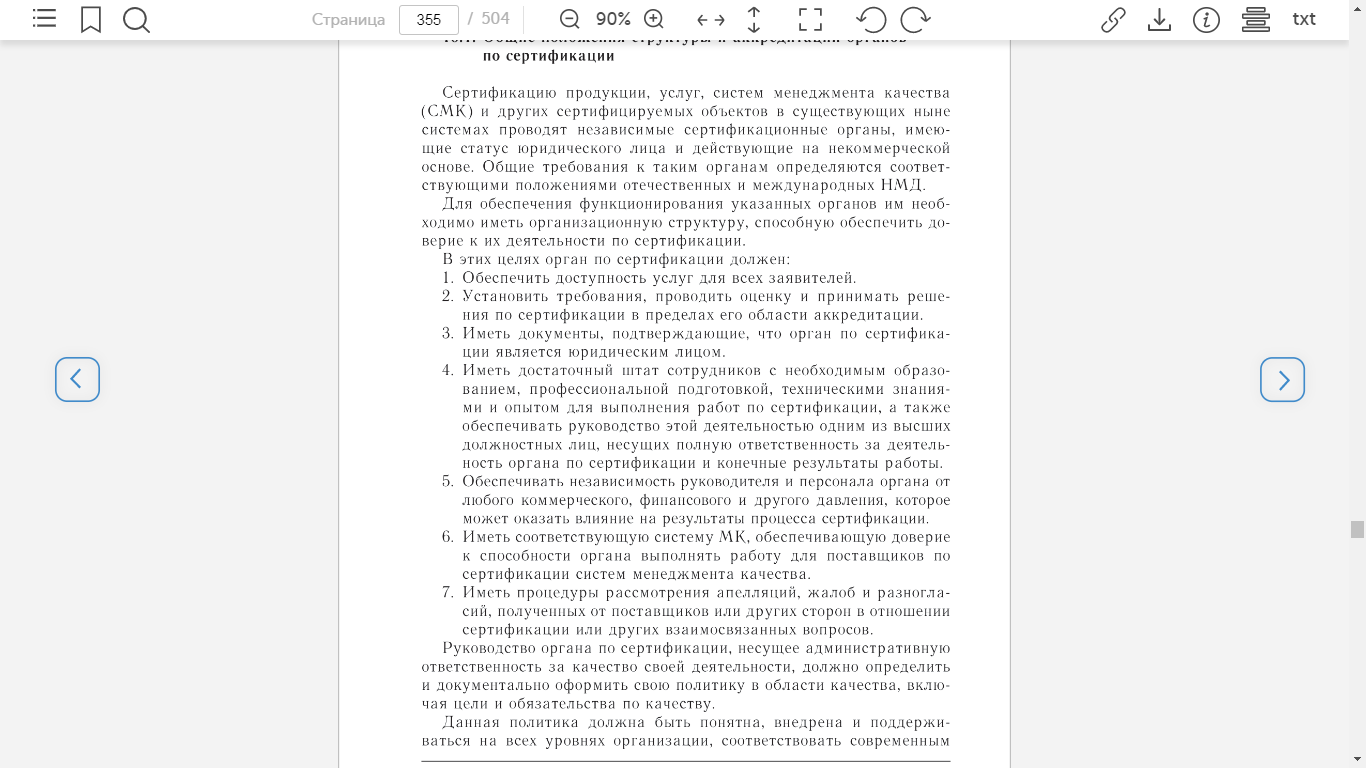 Страница 355 / 504 90% txt
по сертификации
Сертификацию продукции, услуг, систем менеджмента качества
(СМК) и других сертифицируемых объектов в существующих ныне
системах проводят независимые сертификационные органы, имею-
щие статус юридического лица и действующие на некоммерческой
основе. Общие требования к таким органам определяются соответ-
ствующими положениями отечественных и международных НМД.
Для обеспечения функционирования указанных органов им необ-
ходимо иметь организационную структуру, способную обеспечить до-
верие к их деятельности по сертификации.
В этих целях орган по сертификации должен:
1. Обеспечить доступность услуг для всех заявителей.
2. Установить требования, проводить оценку и принимать реше-
ния по сертификации в пределах его области аккредитации.
3. Иметь документы, подтверждающие, что орган по сертифика-
ции является юридическим лицом.
4. Иметь достаточный штат сотрудников с необходимым образо-
ванием, профессиональной подготовкой, техническими знания-
ми и опытом для выполнения работ по сертификации, а также
обеспечивать руководство этой деятельностью одним из высших
должностных лиц, несущих полную ответственность за деятель-
ность органа по сертификации и конечные результаты работы.
5. Обеспечивать независимость руководителя и персонала органа от
любого коммерческого, финансового и другого давления, которое
может оказать влияние на результаты процесса сертификации.
6. Иметь соответствующую систему МК, обеспечивающую доверие
к способности органа выполнять работу для поставщиков по
сертификации систем менеджмента качества.
7. Иметь процедуры рассмотрения апелляций, жалоб и разногла-
сий, полученных от поставщиков или других сторон в отношении
сертификации или других взаимосвязанных вопросов.
Руководство органа по сертификации, несущее административную
ответственность за качество своей деятельности, должно определить
и документально оформить свою политику в области качества, вклю-
чая цели и обязательства по качеству.
Данная политика должна быть понятна, внедрена и поддержи-
ваться на всех уровнях организации, соответствовать современным